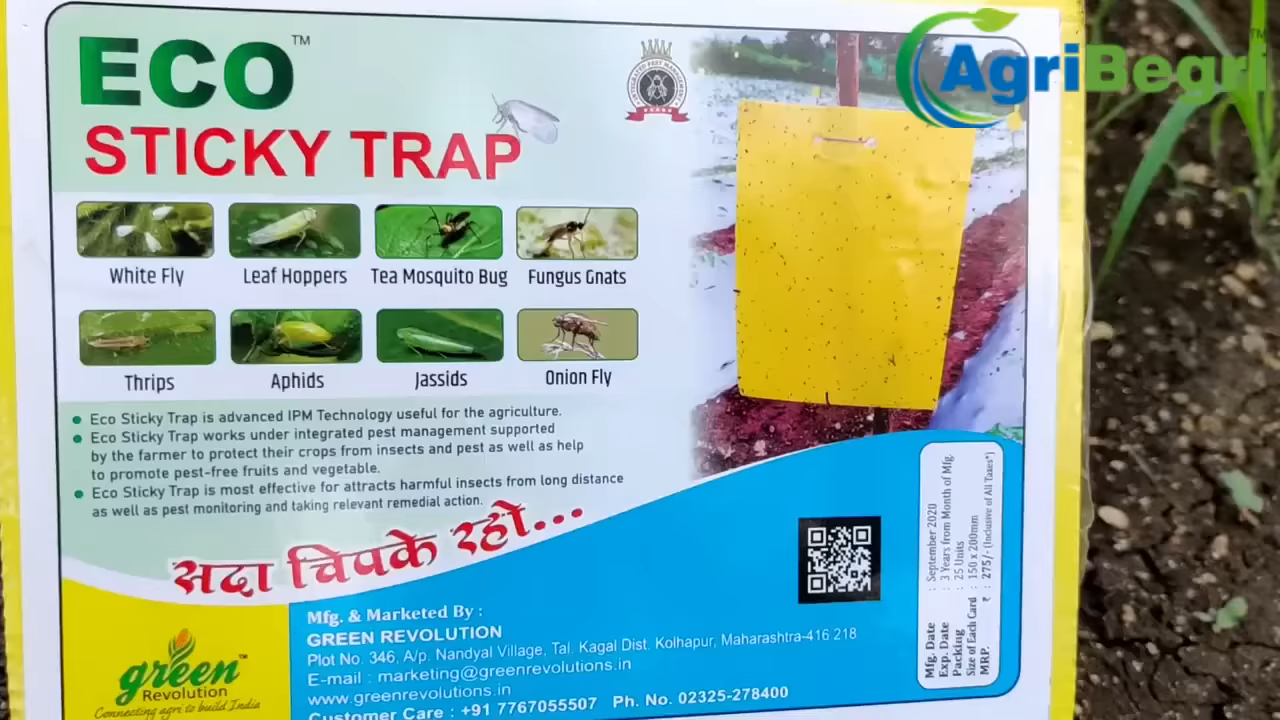 AgriBegri™
ECO™
STICKY TRAP
INTEGRATED PEST MANAGEMENT
White Fly
Leaf Hoppers
Tea Mosquito Bug
Fungus Gnats
Thrips
Aphids
Jassids
Onion Fly
Eco Sticky Trap is advanced IPM Technology useful for the agriculture.
Eco Sticky Trap works under integrated pest management supported
by the farmer to protect their crops from insects and pest as well as help
to promote pest-free fruits and vegetable.
Eco Sticky Trap is most effective for attracts harmful insects from long distance
as well as pest monitoring and taking relevant remedial action.
सदा चिपके रहो...
green™
Revolution
Connecting agri to build India
Mfg. & Marketed By :
GREEN REVOLUTION
Plot No. 346, A/p. Nandyal Village, Tal. Kagal Dist. Kolhapur, Maharashtra-416 218
E-mail : marketing@greenrevolutions.in
www.greenrevolutions.in
Customer Care : +91 7767055507 Ph. No. 02325-278400
Mfg. Date : September 2020
Exp. Date : 3 Years from Month of Mfg.
Packing : 25 Units
Size of Each Card : 150 x 200mm
MRP. ₹ : 275/- (Inclusive of All Taxes*)